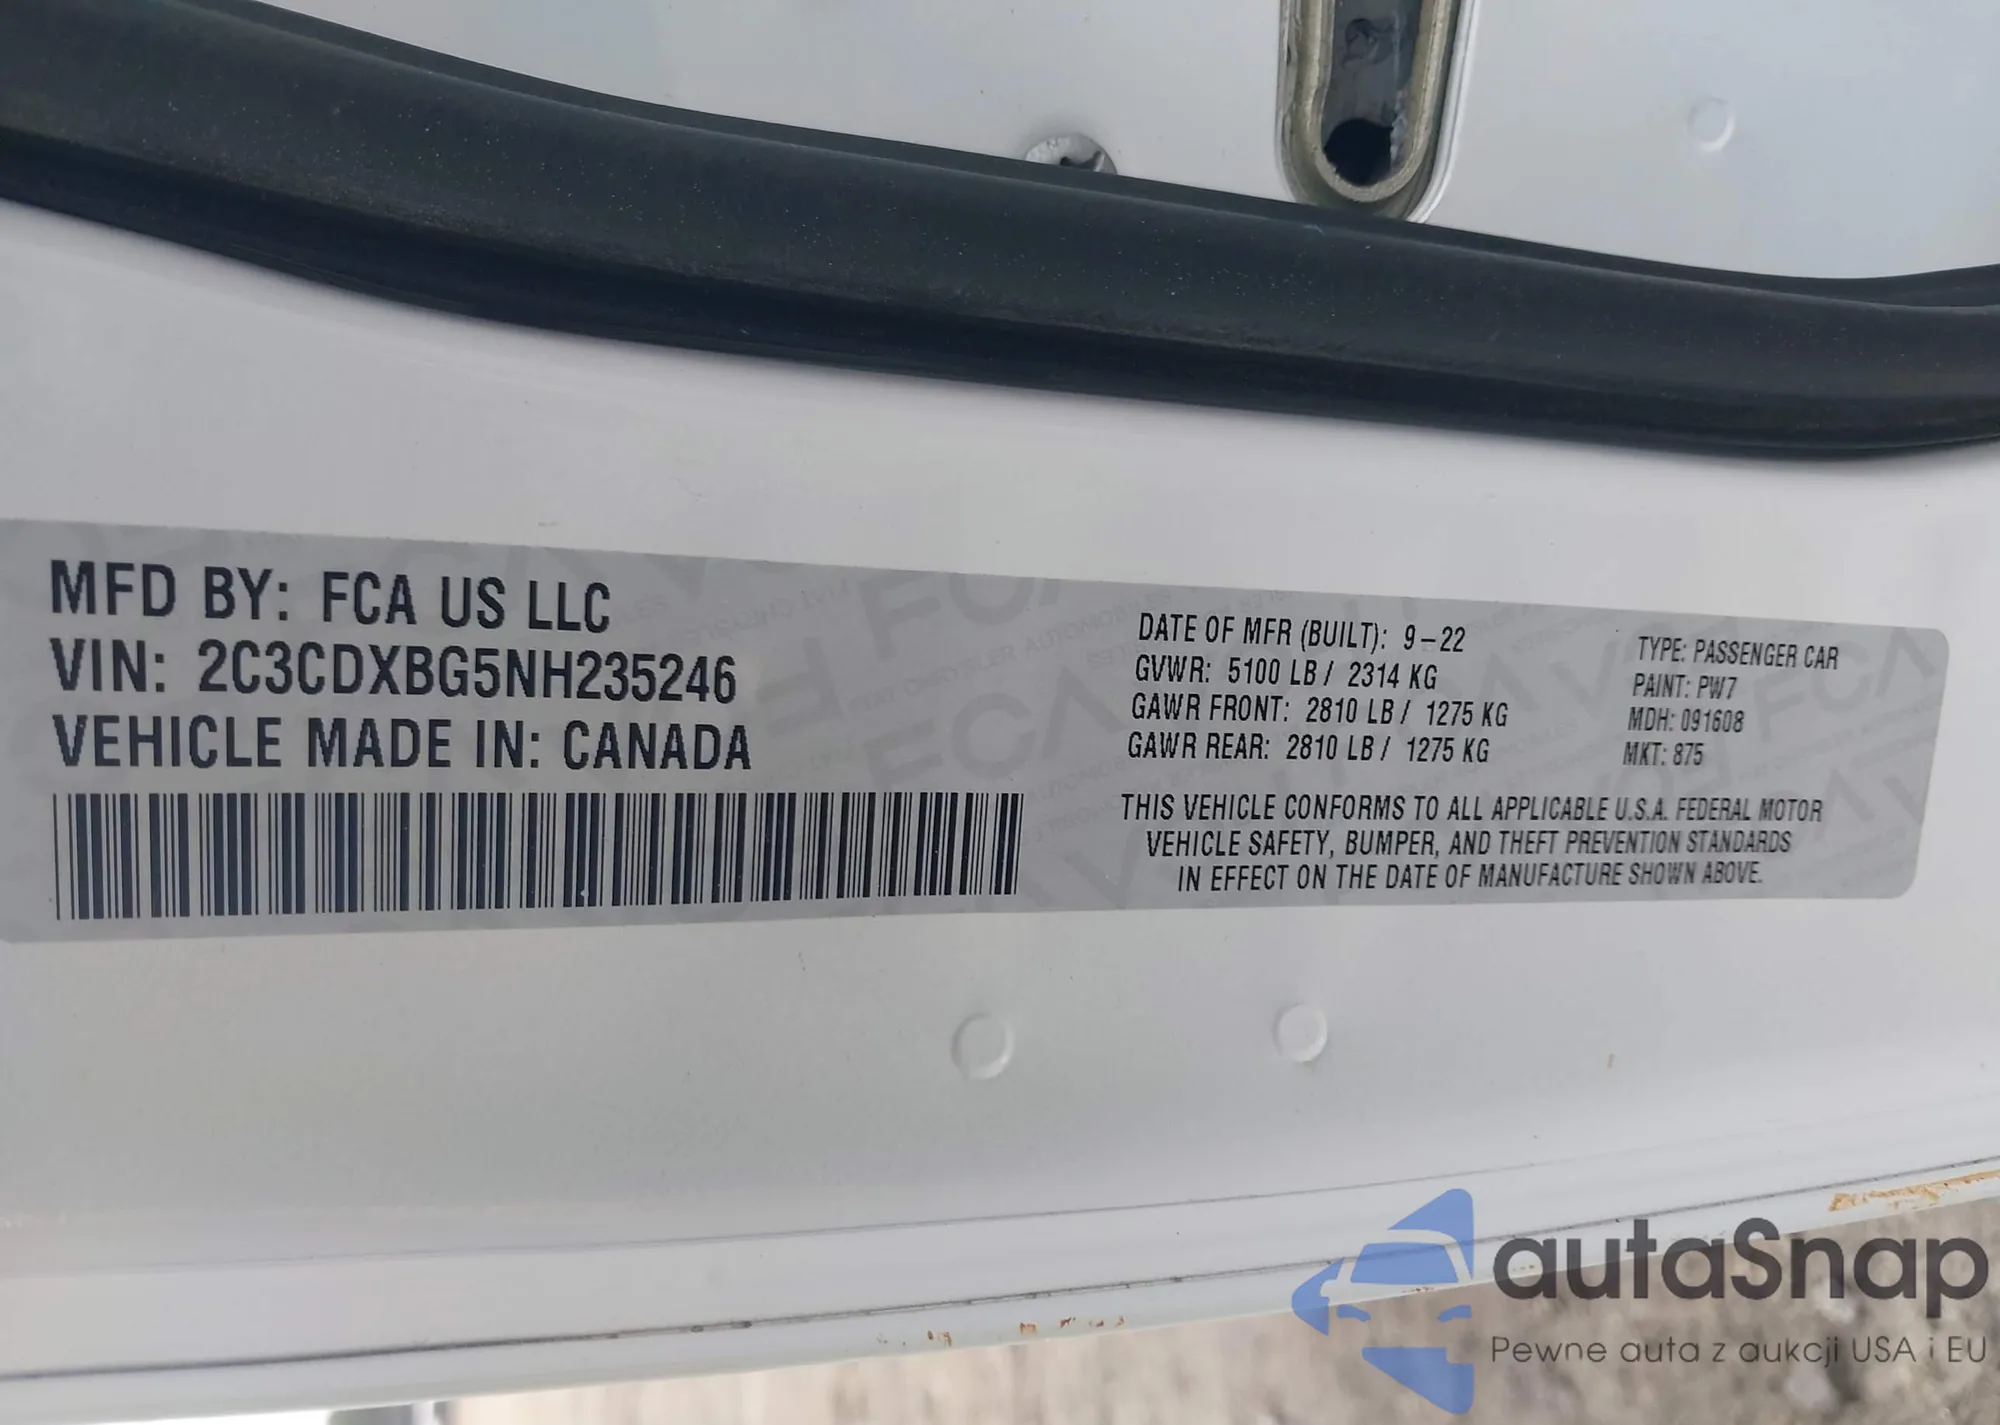 MFD BY: FCA US LLC
VIN: 2C3CDXBG5NH235246
VEHICLE MADE IN: CANADA
DATE OF MFR (BUILT): 9-22
GVWR: 5100 LB / 2314 KG
GAWR FRONT: 2810 LB / 1275 KG
GAWR REAR: 2810 LB / 1275 KG
TYPE: PASSENGER CAR
PAINT: PW7
MDH: 091608
MKT: 875
THIS VEHICLE CONFORMS TO ALL APPLICABLE U.S.A. FEDERAL MOTOR
VEHICLE SAFETY, BUMPER, AND THEFT PREVENTION STANDARDS
IN EFFECT ON THE DATE OF MANUFACTURE SHOWN ABOVE.
autaSnap
Pewne auta z aukcji USA i EU